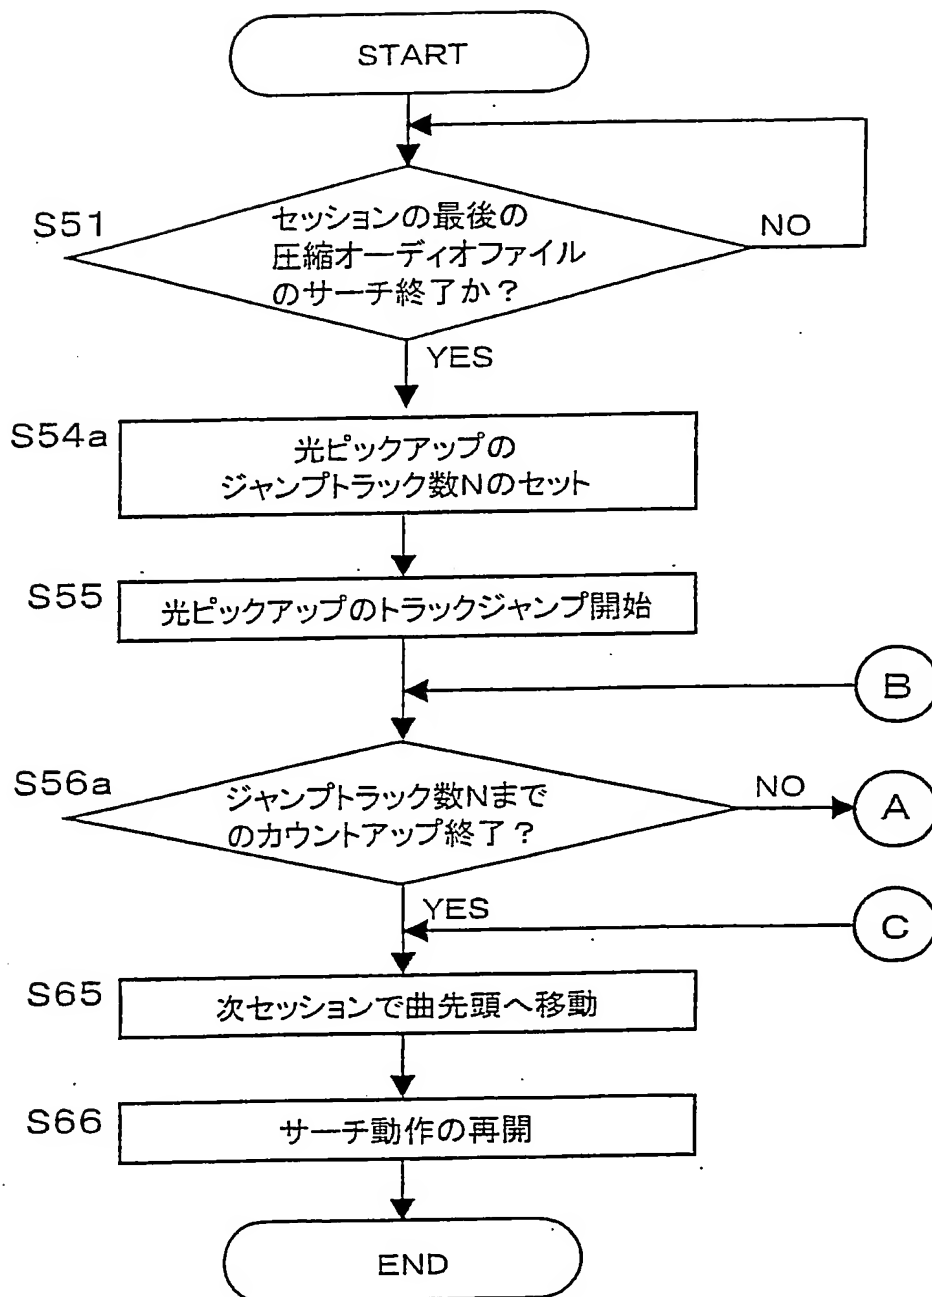 START
S51
セッションの最後の
圧縮オーディオファイル
のサーチ終了か?
NO
YES
S54a
光ピックアップの
ジャンプトラック数Nのセット
S55
光ピックアップのトラックジャンプ開始
B
S56a
ジャンプトラック数Nまで
のカウントアップ終了?
NO
A
YES
C
S65
次セッションで曲先頭へ移動
S66
サーチ動作の再開
END